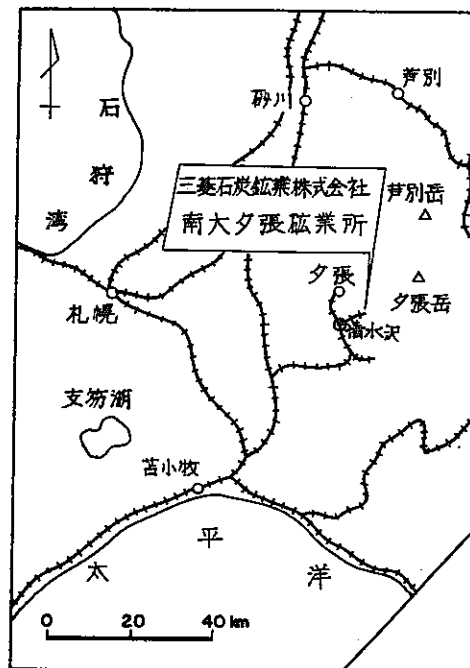 石狩湾
砂川
芦別
三菱石炭鉱業株式会社
南大夕張鉱業所
芦別岳
夕張
夕張岳
清水沢
札幌
支笏湖
苫小牧
太平洋
0 20 40 km